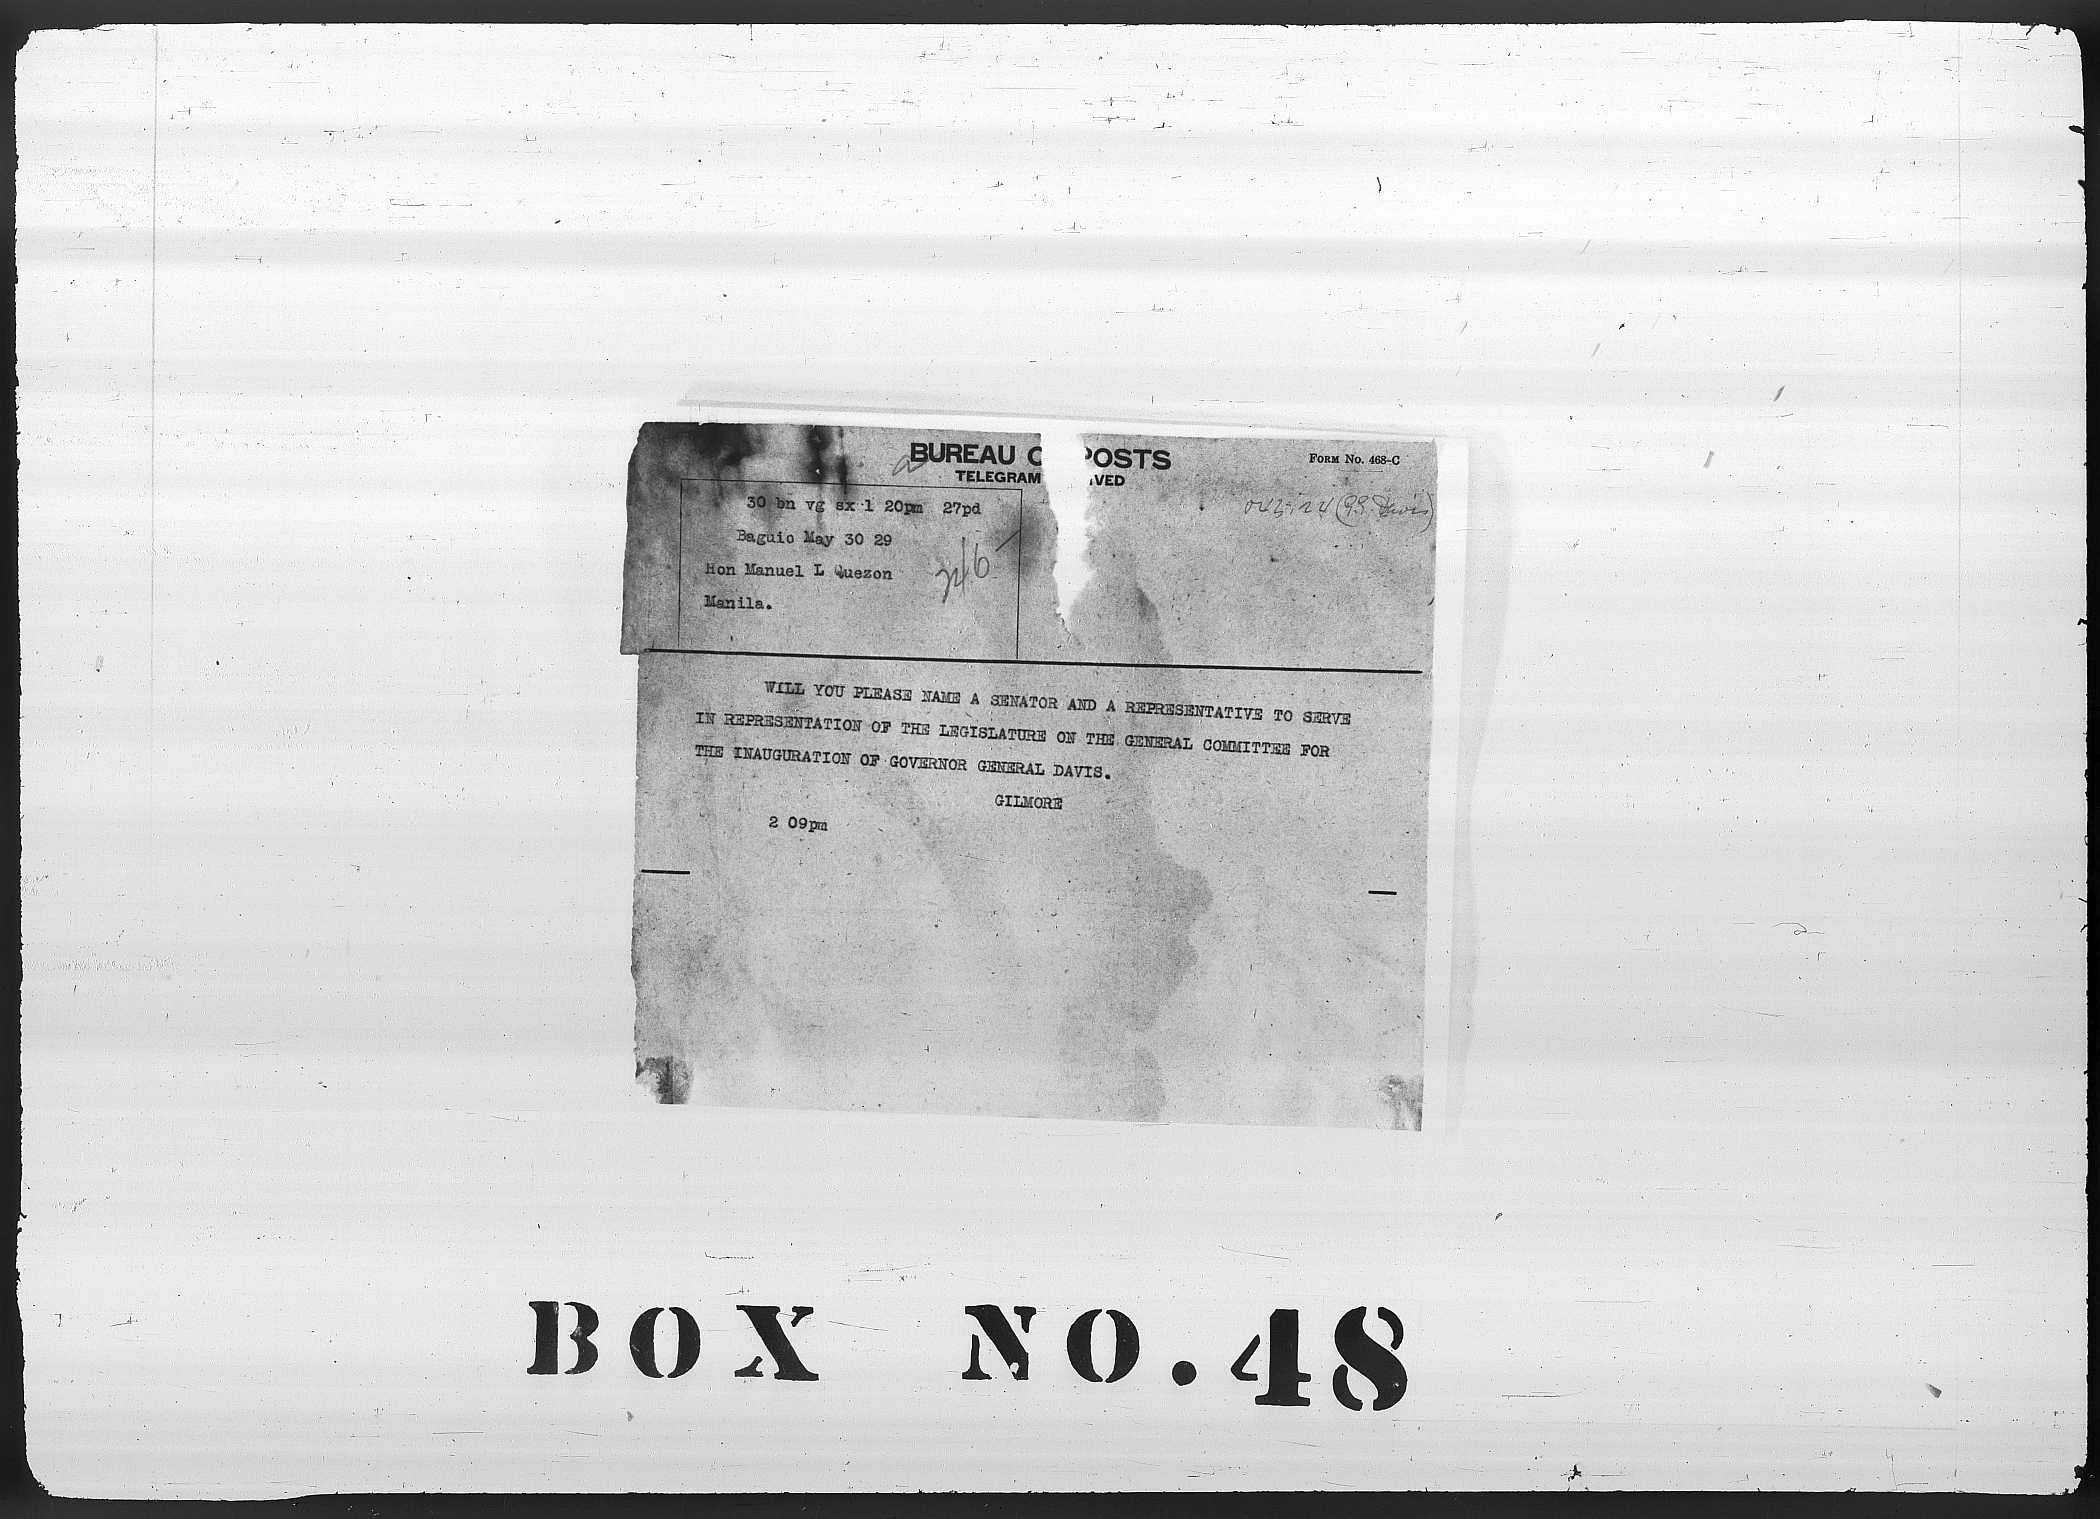 BUREAU O POSTS
TELEGRAM IVED
FORM No. 468-C
30 bn vg sx 1 20pm 27pd
Baguio May 30 29
Hon Manuel L Quezon
Manila.
246
WILL YOU PLEASE NAME A SENATOR AND A REPRESENTATIVE TO SERVE
IN REPRESENTATION OF THE LEGISLATURE ON THE GENERAL COMMITTEE FOR
THE INAUGURATION OF GOVERNOR GENERAL DAVIS.
GILMORE
2 09pm
BOX NO.48